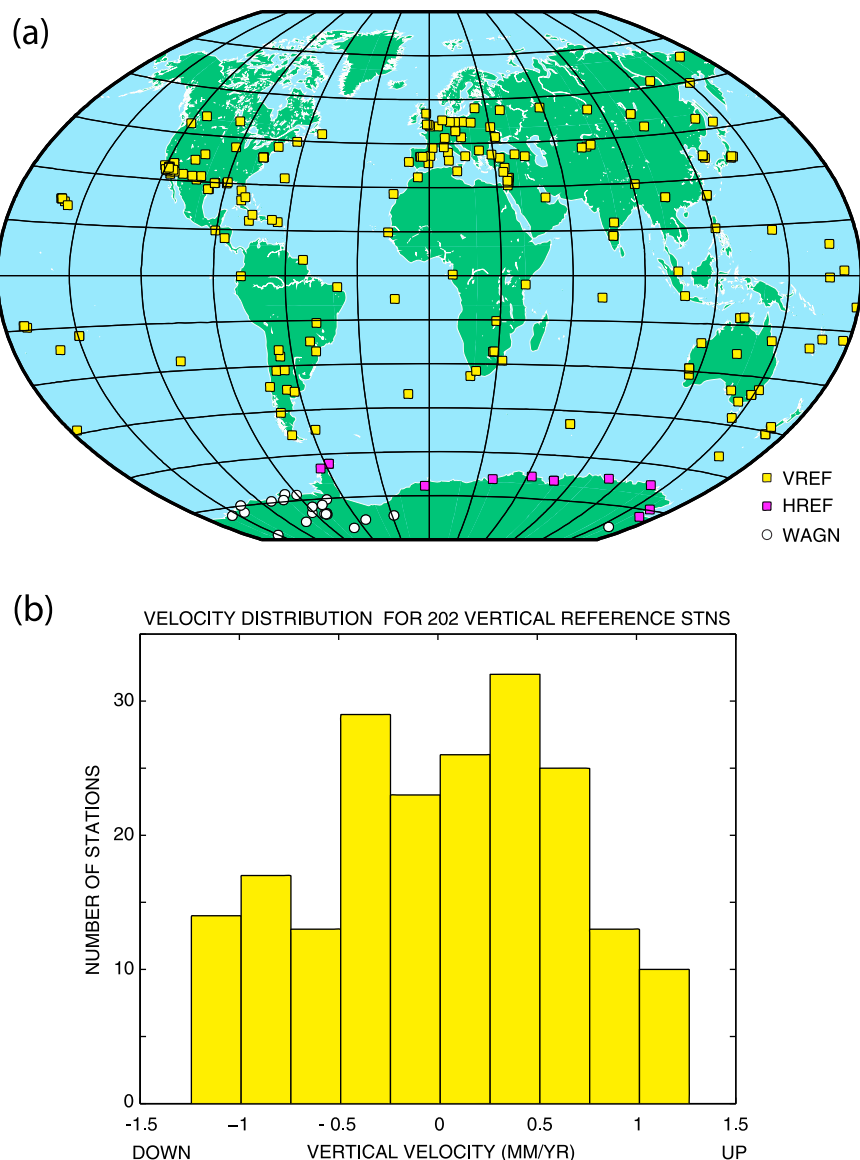 (a)
VREF
HREF
WAGN
(b)
VELOCITY DISTRIBUTION FOR 202 VERTICAL REFERENCE STNS
30
20
10
0
NUMBER OF STATIONS
-1.5 −1 - 0.5 0 0.5 1 1.5
DOWN VERTICAL VELOCITY (MM/YR) UP